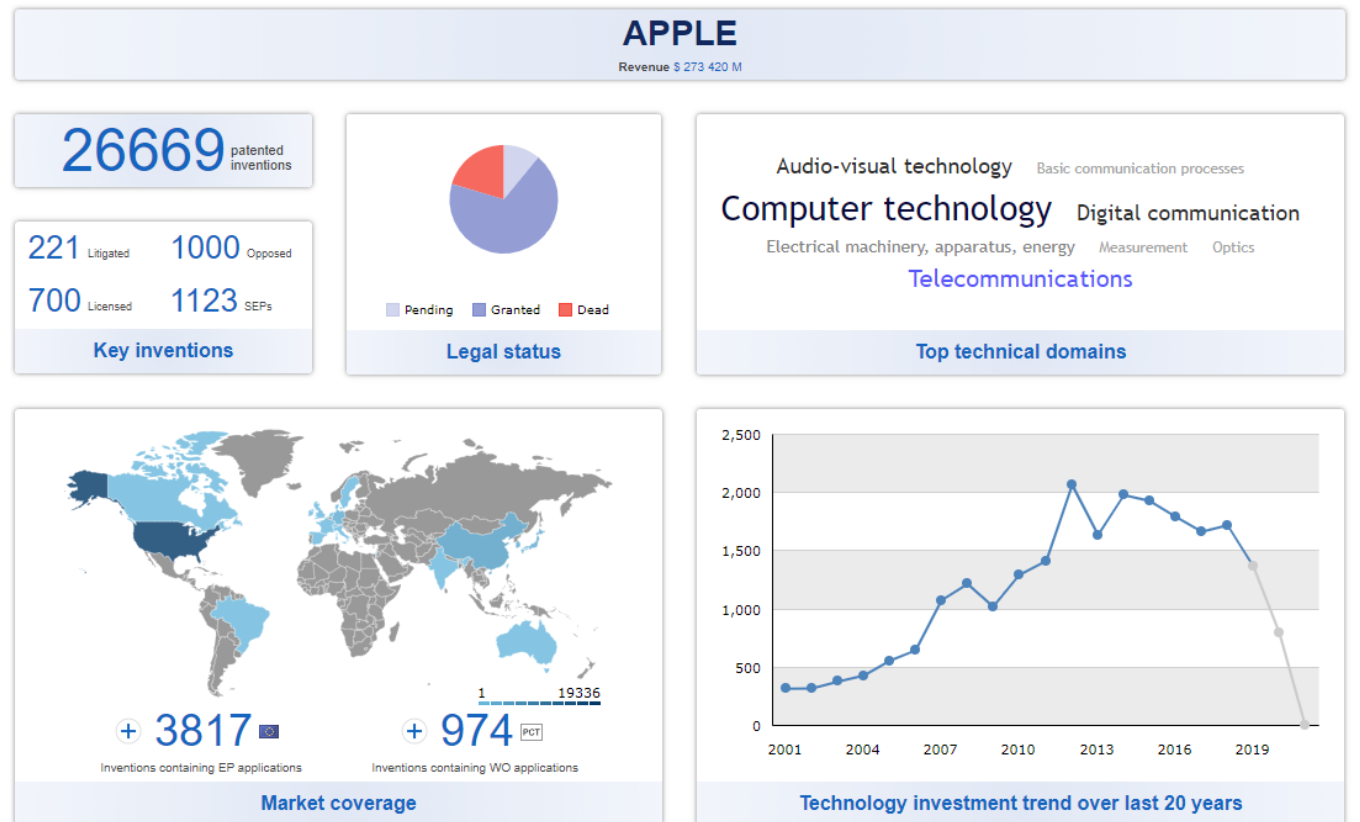 APPLE
Revenue $ 273 420 M
26669 patented inventions
221 Litigated 1000 Opposed
700 Licensed 1123 SEPs
Key inventions
Pending Granted Dead
Legal status
Audio-visual technology Basic communication processes
Computer technology Digital communication
Electrical machinery, apparatus, energy Measurement Optics
Telecommunications
Top technical domains
1 19336
+ 3817
+ 974 PCT
Inventions containing EP applications
Inventions containing WO applications
Market coverage
2,500
2,000
1,500
1,000
500
0
2001 2004 2007 2010 2013 2016 2019
Technology investment trend over last 20 years